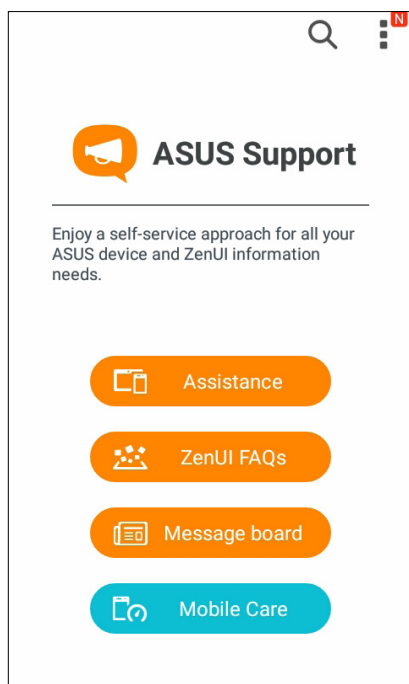 N
ASUS Support
Enjoy a self-service approach for all your
ASUS device and ZenUI information
needs.
Assistance
ZenUI FAQs
Message board
Mobile Care